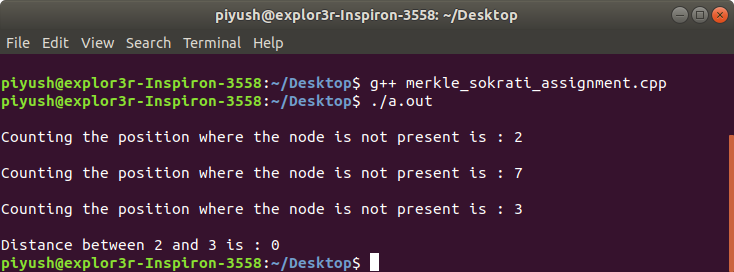 piyush@explor3r-Inspiron-3558: ~/Desktop
File Edit View Search Terminal Help
piyush@explor3r-Inspiron-3558:~/Desktop$ g++ merkle_sokrati_assignment.cpp
piyush@explor3r-Inspiron-3558:~/Desktop$ ./a.out
Counting the position where the node is not present is : 2
Counting the position where the node is not present is : 7
Counting the position where the node is not present is : 3
Distance between 2 and 3 is : 0
piyush@explor3r-Inspiron-3558:~/Desktop$